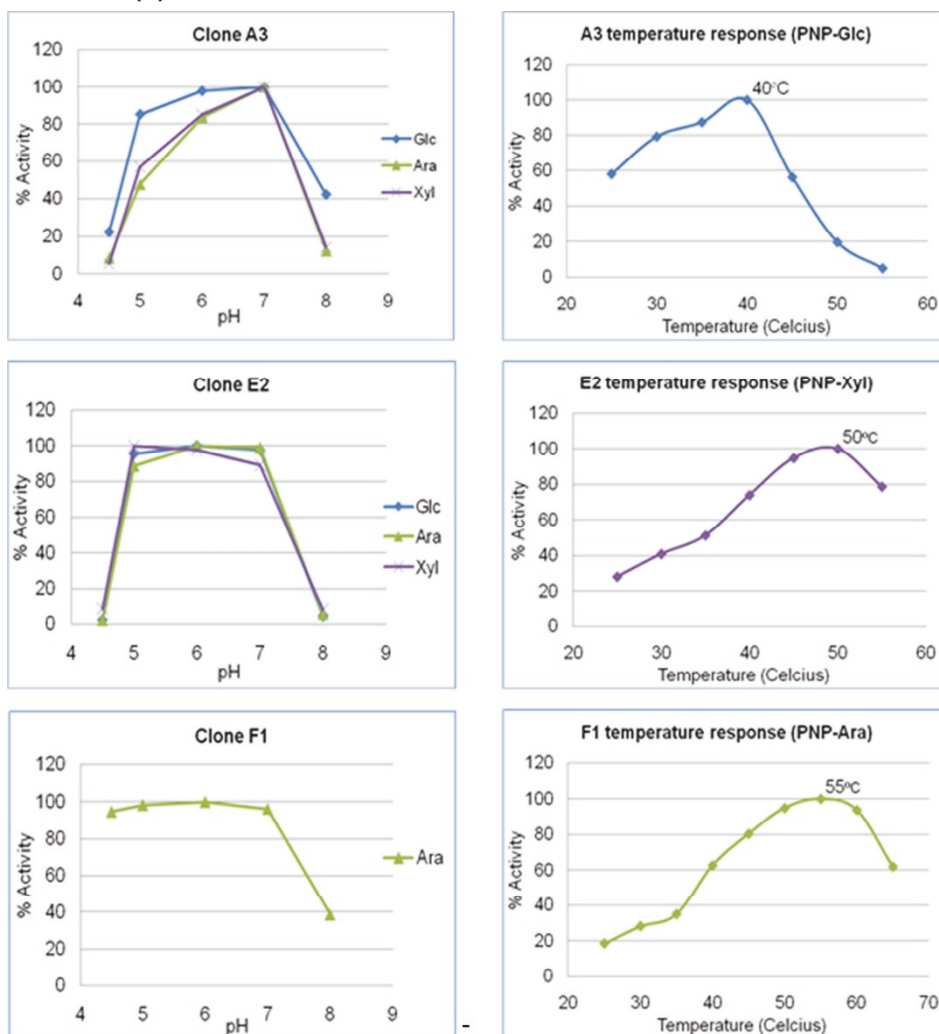 Clone A3
120
100
80
60
40
20
0
% Activity
4 5 6 7 8 9
pH
Glc
Ara
Xyl
A3 temperature response (PNP-Glc)
120
100
80
60
40
20
0
% Activity
40°C
20 30 40 50 60
Temperature (Celcius)
Clone E2
120
100
80
60
40
20
0
% Activity
4 5 6 7 8 9
pH
Glc
Ara
Xyl
E2 temperature response (PNP-Xyl)
120
100
80
60
40
20
0
% Activity
50ºC
20 30 40 50 60
Temperature (Celcius)
Clone F1
120
100
80
60
40
20
0
% Activity
4 5 6 7 8 9
pH
Ara
-
F1 temperature response (PNP-Ara)
120
100
80
60
40
20
0
% Activity
55ºC
20 30 40 50 60 70
Temperature (Celcius)